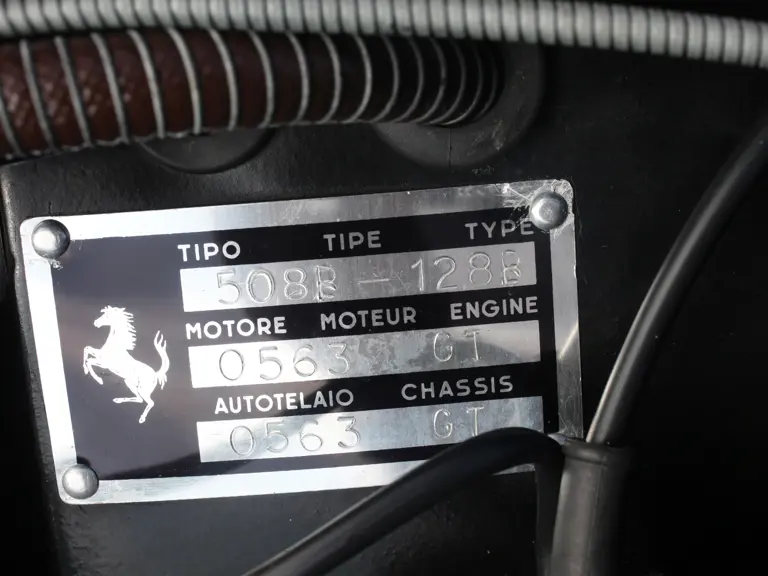 TIPO TIPE TYPE
508B — 128B
MOTORE MOTEUR ENGINE
0563 GT
AUTOTELAIO CHASSIS
0563 GT